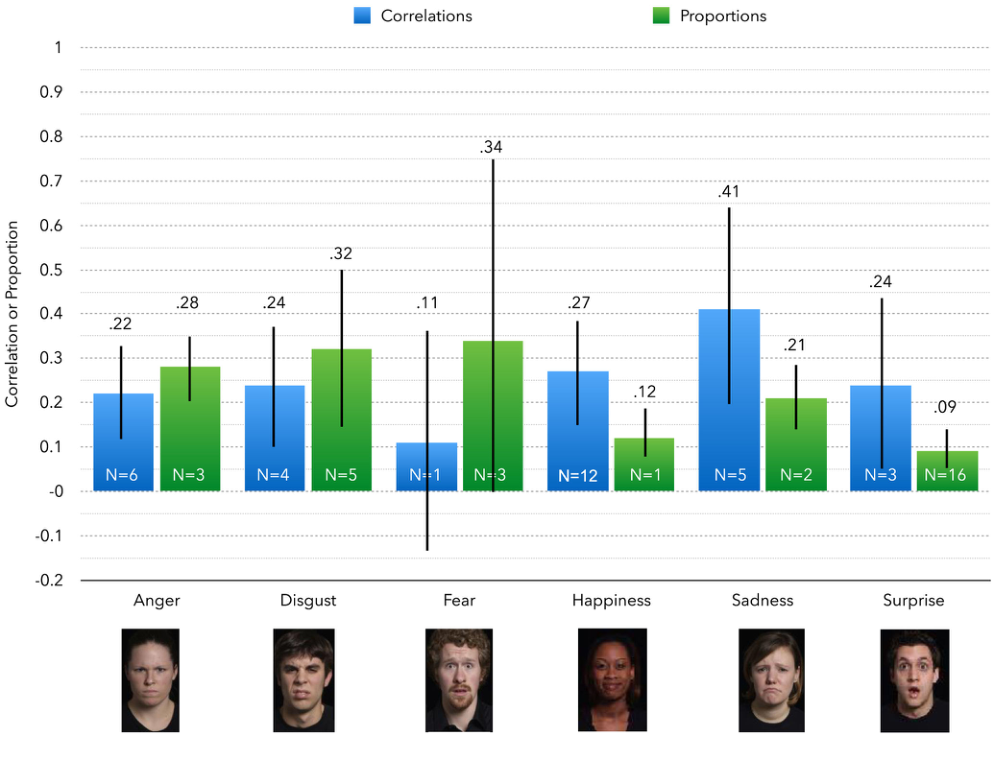 Correlations Proportions
Correlation or Proportion
1
0.9
0.8
0.7
0.6
0.5
0.4
0.3
0.2
0.1
-0
-0.1
-0.2
.22 .28 .24 .32 .11 .34 .27 .12 .41 .21 .24 .09
N=6 N=3 N=4 N=5 N=1 N=3 N=12 N=1 N=5 N=2 N=3 N=16
Anger Disgust Fear Happiness Sadness Surprise